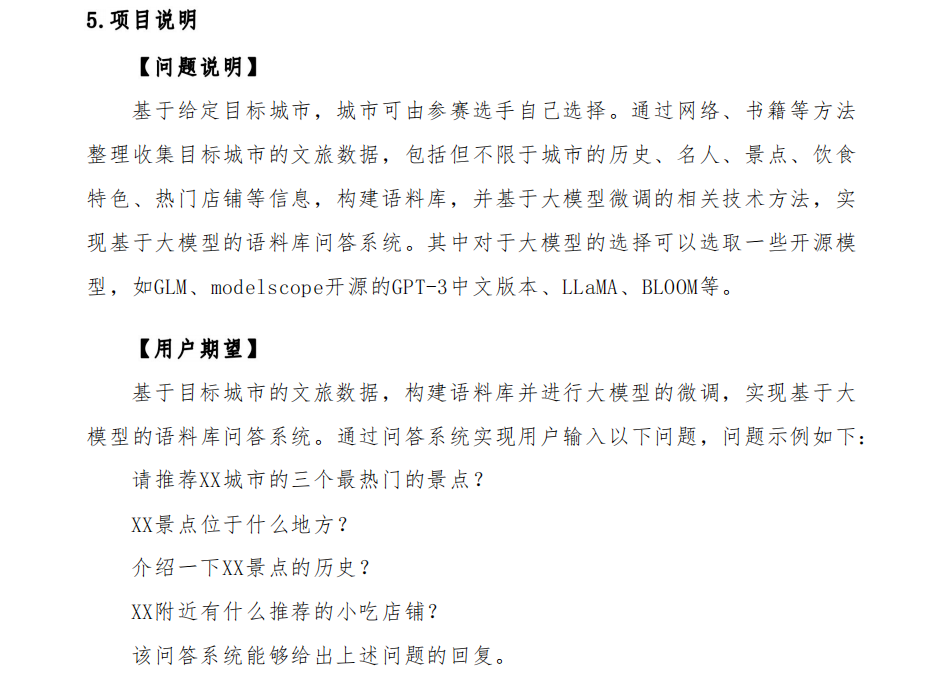 5.项目说明
【问题说明】
基于给定目标城市，城市可由参赛选手自己选择。通过网络、书籍等方法
整理收集目标城市的文旅数据，包括但不限于城市的历史、名人、景点、饮食
特色、热门店铺等信息，构建语料库，并基于大模型微调的相关技术方法，实
现基于大模型的语料库问答系统。其中对于大模型的选择可以选取一些开源模
型，如GLM、modelscope开源的GPT-3中文版本、LLaMA、BLOOM等。
【用户期望】
基于目标城市的文旅数据，构建语料库并进行大模型的微调，实现基于大
模型的语料库问答系统。通过问答系统实现用户输入以下问题，问题示例如下：
请推荐XX城市的三个最热门的景点？
XX景点位于什么地方？
介绍一下XX景点的历史？
XX附近有什么推荐的小吃店铺？
该问答系统能够给出上述问题的回复。